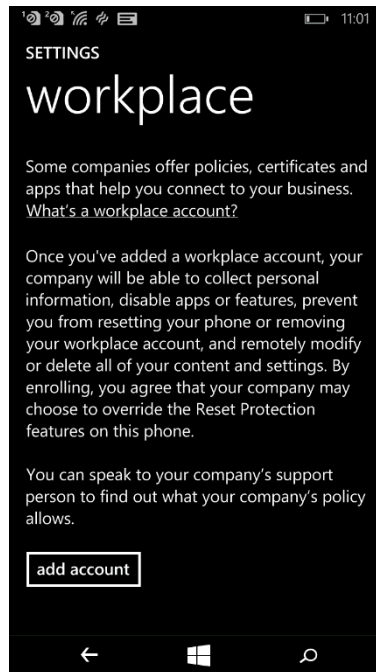 1 2 11:01
SETTINGS
workplace
Some companies offer policies, certificates and
apps that help you connect to your business.
What's a workplace account?
Once you've added a workplace account, your
company will be able to collect personal
information, disable apps or features, prevent
you from resetting your phone or removing
your workplace account, and remotely modify
or delete all of your content and settings. By
enrolling, you agree that your company may
choose to override the Reset Protection
features on this phone.
You can speak to your company's support
person to find out what your company's policy
allows.
add account